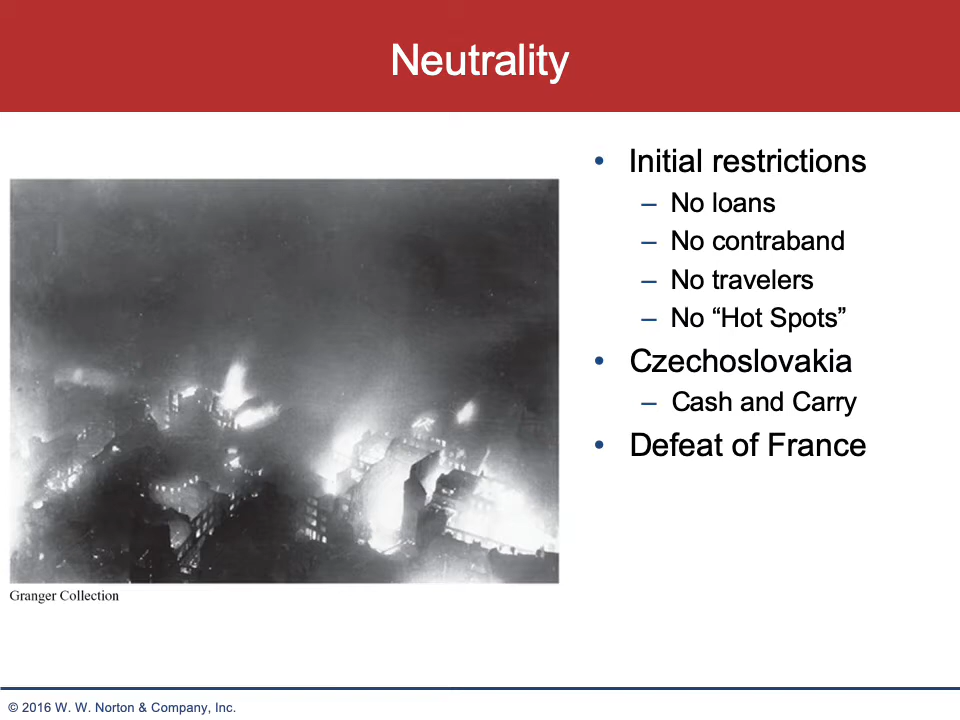 Neutrality
• Initial restrictions
– No loans
– No contraband
– No travelers
– No “Hot Spots”
• Czechoslovakia
– Cash and Carry
• Defeat of France
Granger Collection
© 2016 W. W. Norton & Company, Inc.